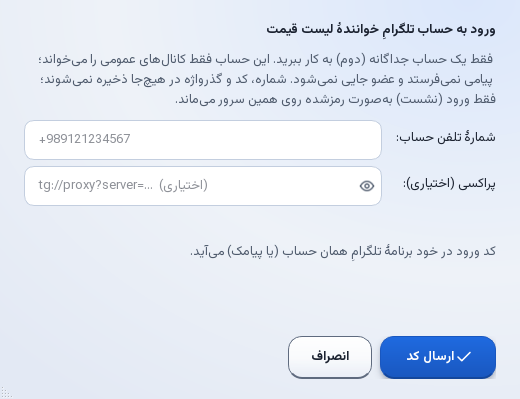 ورود به حساب تلگرامِ خوانندهٔ لیست قیمت
فقط یک حساب جداگانه (دوم) به کار ببرید. این حساب فقط کانال‌های عمومی را می‌خواند؛
پیامی نمی‌فرستد و عضو جایی نمی‌شود. شماره، کد و گذرواژه در هیچ‌جا ذخیره نمی‌شوند؛
فقط ورود (نشست) به‌صورت رمزشده روی همین سرور می‌ماند.
شمارهٔ تلفن حساب:
+989121234567
پراکسی (اختیاری):
tg://proxy?server=... (اختیاری)
کد ورود در خود برنامهٔ تلگرامِ همان حساب (یا پیامک) می‌آید.
ارسال کد
انصراف